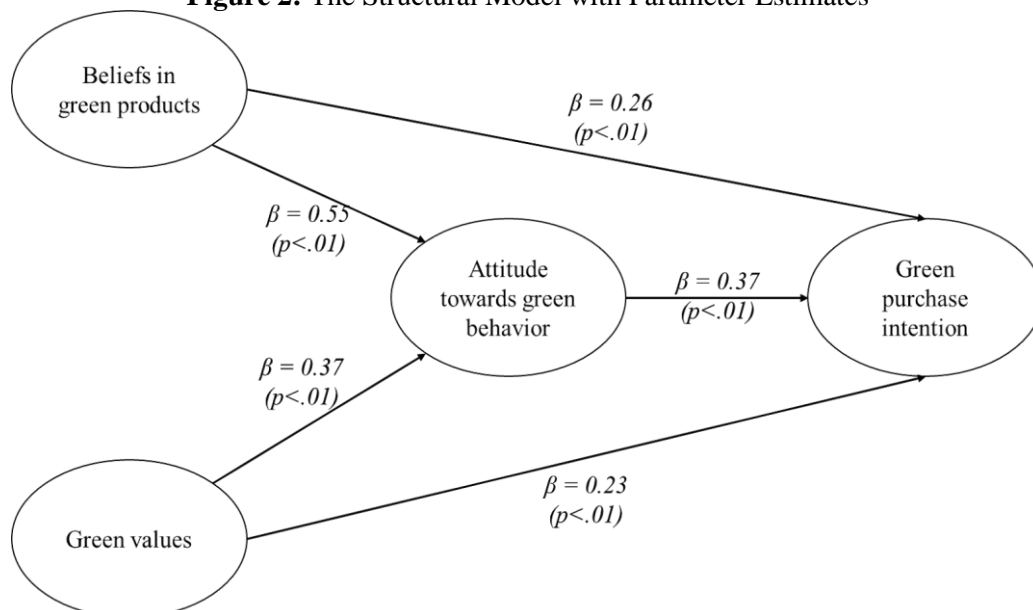 Figure 2: The Structural Model with Parameter Estimates
Beliefs in
green products
β = 0.26
(p<.01)
β = 0.55
(p<.01)
Attitude
towards green
behavior
β = 0.37
(p<.01)
Green
purchase
intention
β = 0.37
(p<.01)
Green values
β = 0.23
(p<.01)